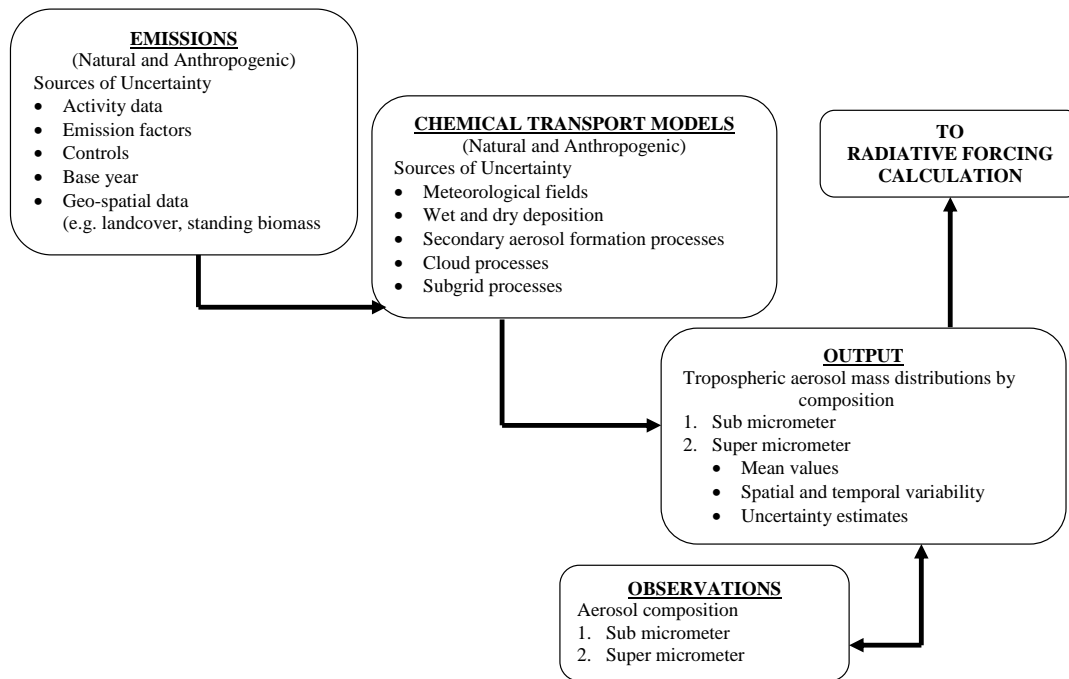 EMISSIONS
(Natural and Anthropogenic)
Sources of Uncertainty
• Activity data
• Emission factors
• Controls
• Base year
• Geo-spatial data
(e.g. landcover, standing biomass
CHEMICAL TRANSPORT MODELS
(Natural and Anthropogenic)
Sources of Uncertainty
• Meteorological fields
• Wet and dry deposition
• Secondary aerosol formation processes
• Cloud processes
• Subgrid processes
TO
RADIATIVE FORCING
CALCULATION
OUTPUT
Tropospheric aerosol mass distributions by
composition
1. Sub micrometer
2. Super micrometer
• Mean values
• Spatial and temporal variability
• Uncertainty estimates
OBSERVATIONS
Aerosol composition
1. Sub micrometer
2. Super micrometer